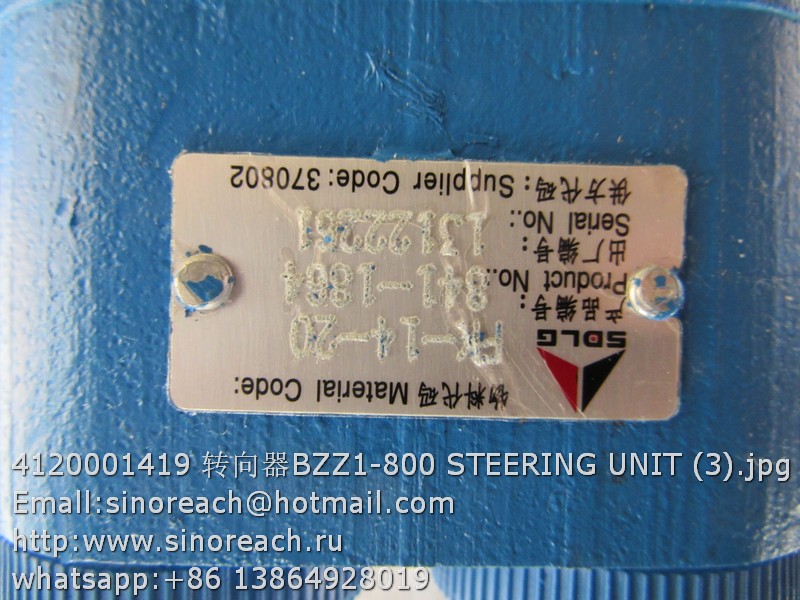 物料代码 Material Code:
SDLG
产品编号:
Product No.: 841-1864
出厂编号:
Serial No.:
供方代码: Supplier Code: 370802
4120001419 转向器BZZ1-800 STEERING UNIT (3).jpg
Emall:sinoreach@hotmail.com
http:www.sinoreach.ru
whatsapp:+86 13864928019